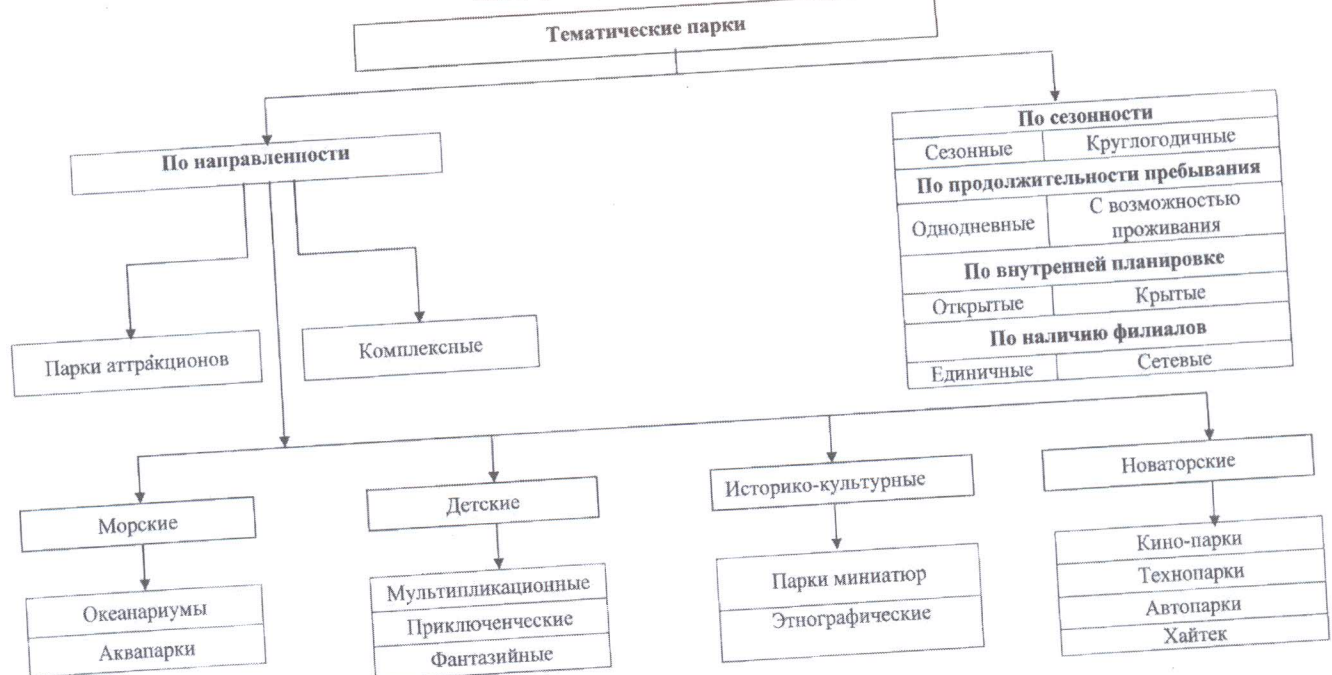 Тематические парки
По направленности
По сезонности
Сезонные Круглогодичные
По продолжительности пребывания
Однодневные С возможностью
проживания
По внутренней планировке
Открытые Крытые
По наличию филиалов
Единичные Сетевые
Парки аттракционов
Комплексные
Морские
Детские
Историко-культурные
Новаторские
Океанариумы
Аквапарки
Мультипликационные
Приключенческие
Фантазийные
Парки миниатюр
Этнографические
Кино-парки
Технопарки
Автопарки
Хайтек